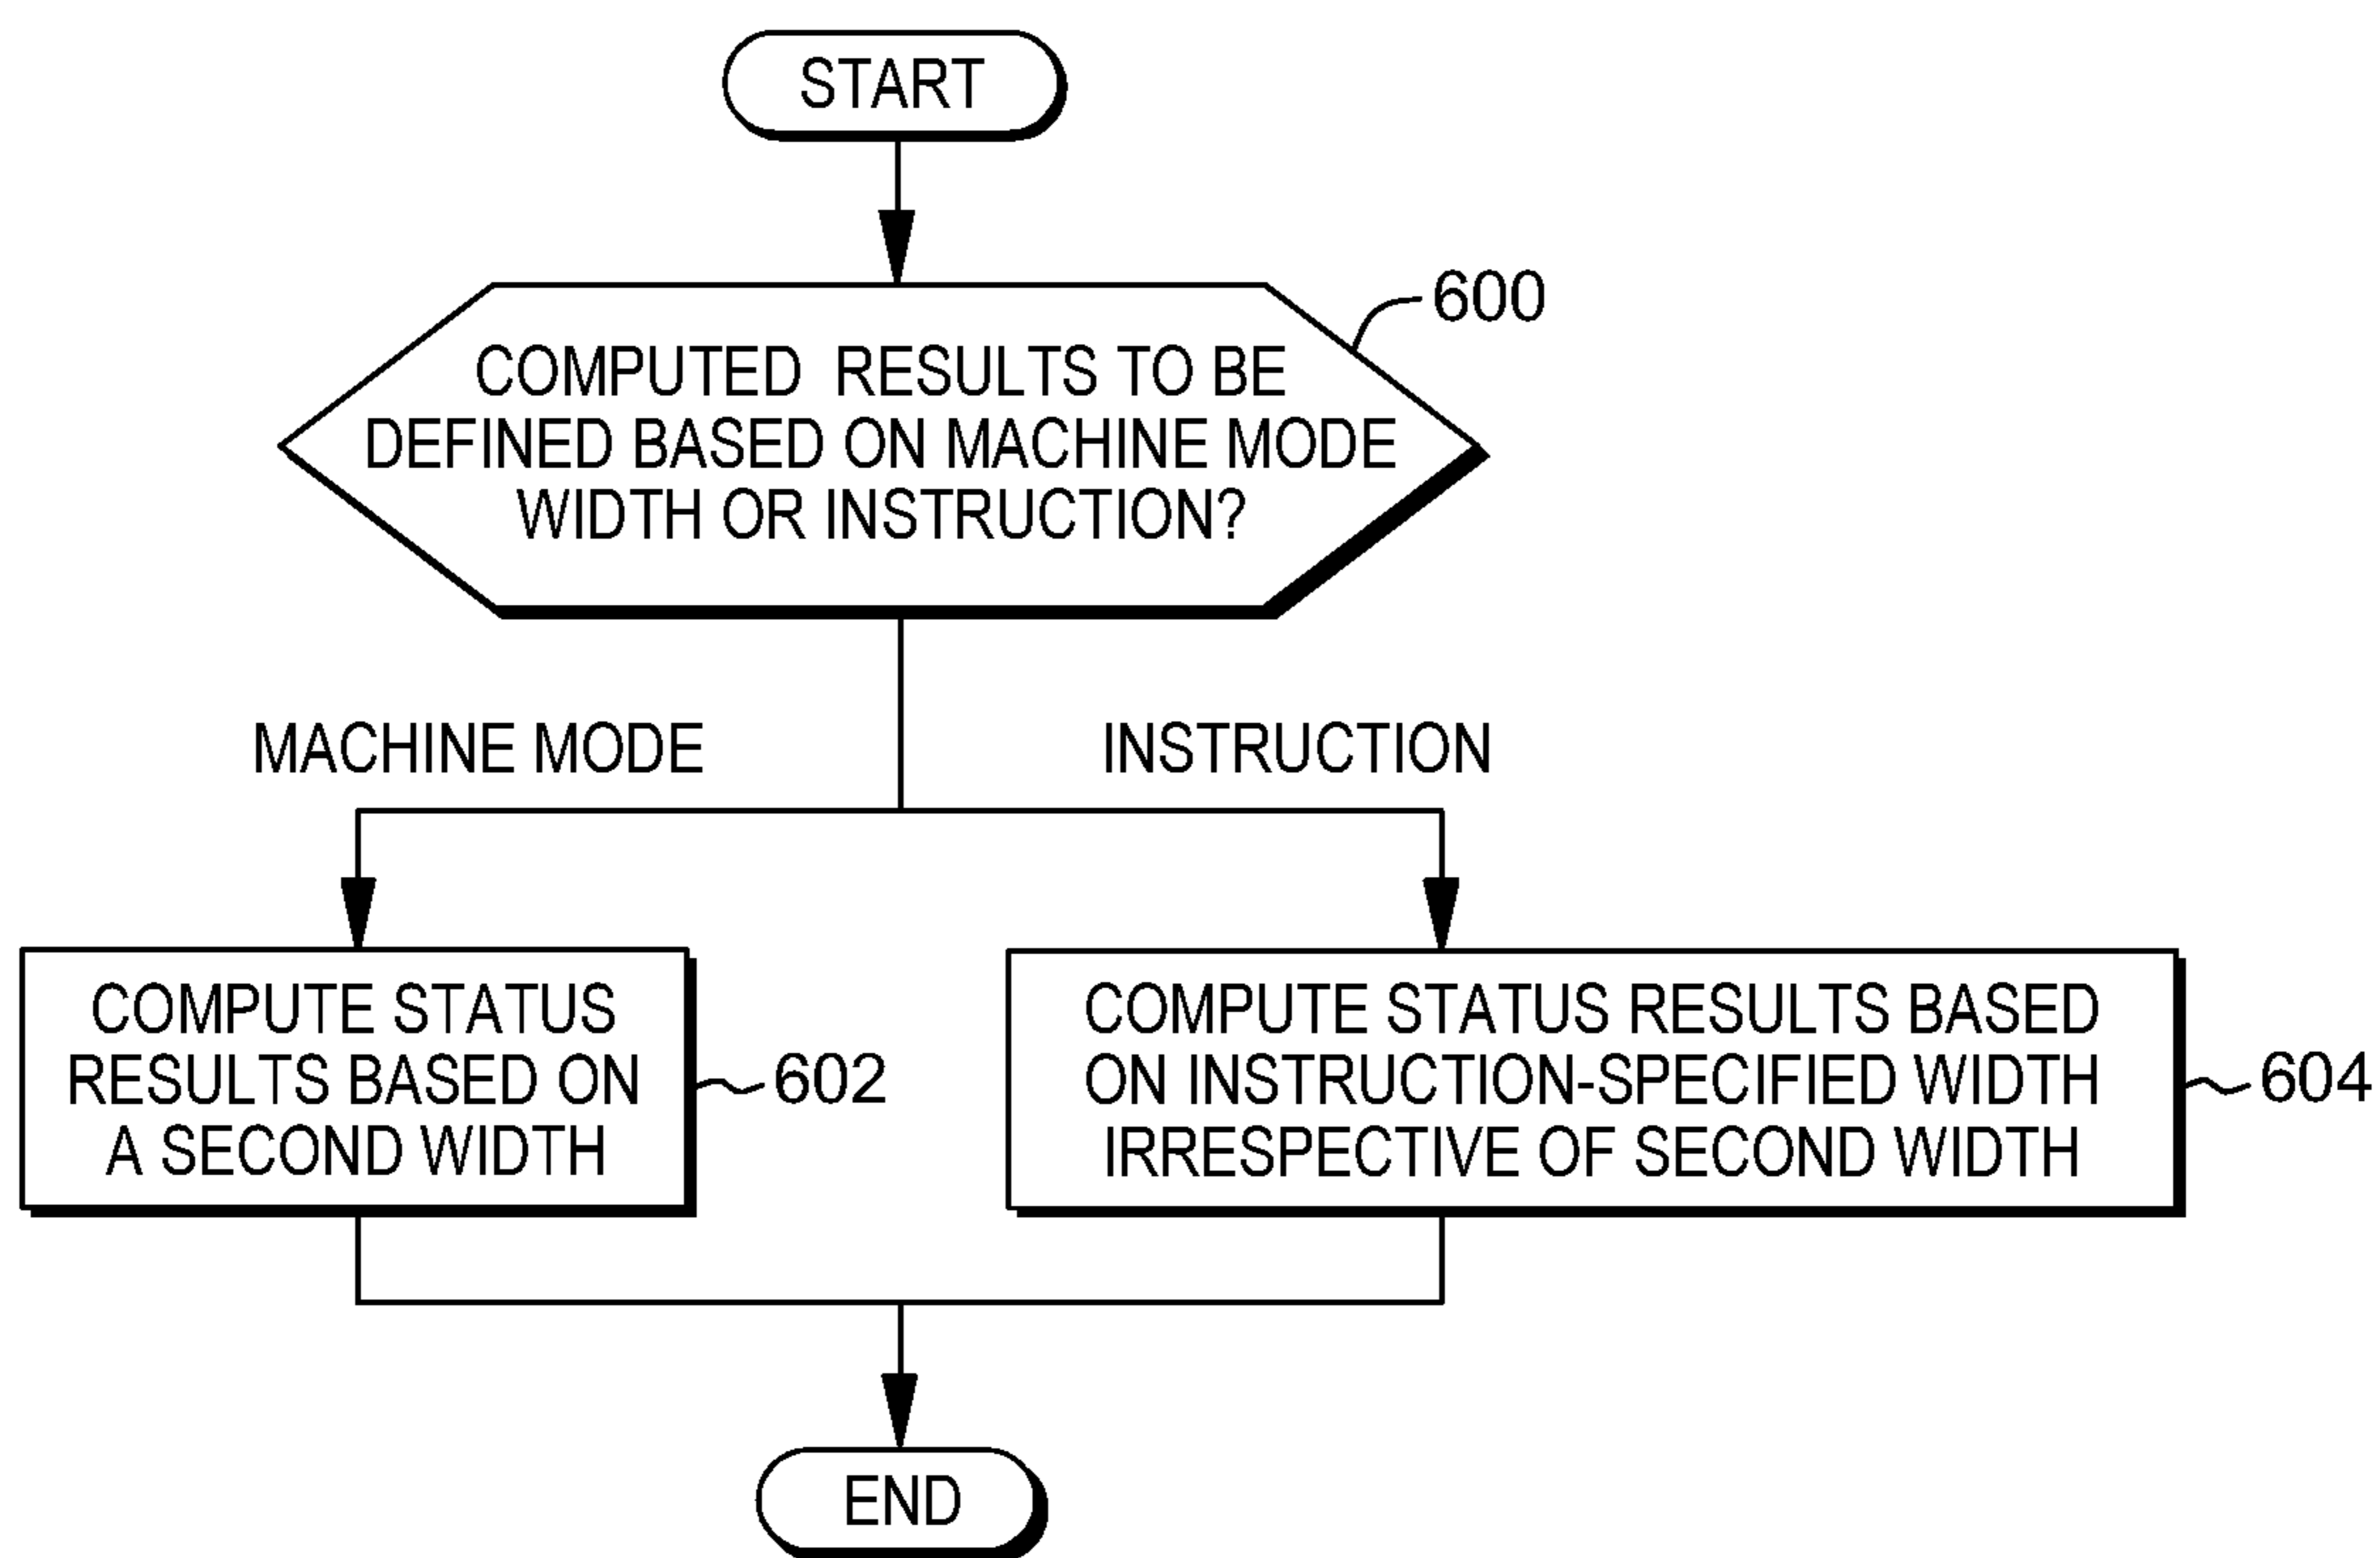 START
600
COMPUTED RESULTS TO BE
DEFINED BASED ON MACHINE MODE
WIDTH OR INSTRUCTION?
MACHINE MODE
INSTRUCTION
COMPUTE STATUS
RESULTS BASED ON
A SECOND WIDTH
602
COMPUTE STATUS RESULTS BASED
ON INSTRUCTION-SPECIFIED WIDTH
IRRESPECTIVE OF SECOND WIDTH
604
END